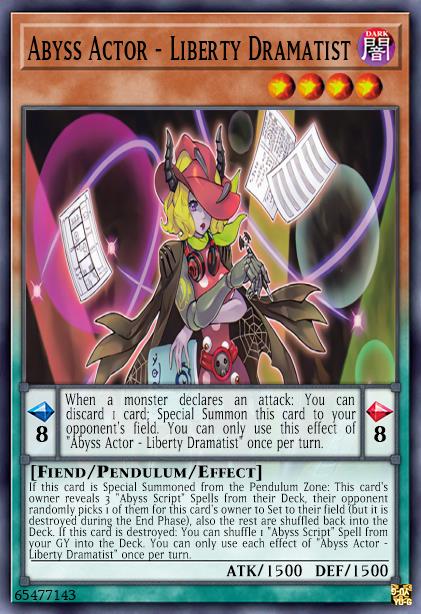 Abyss Actor - Liberty Dramatist
DARK
闇
When a monster declares an attack: You can
discard 1 card; Special Summon this card to your
opponent's field. You can only use this effect of
"Abyss Actor - Liberty Dramatist" once per turn.
8
8
[Fiend/Pendulum/Effect]
If this card is Special Summoned from the Pendulum Zone: This card's
owner reveals 3 "Abyss Script" Spells from their Deck, their opponent
randomly picks 1 of them for this card's owner to Set to their field (but it is
destroyed during the End Phase), also the rest are shuffled back into the
Deck. If this card is destroyed: You can shuffle 1 "Abyss Script" Spell from
your GY into the Deck. You can only use each effect of "Abyss Actor -
Liberty Dramatist" once per turn.
ATK/1500 DEF/1500
65477143